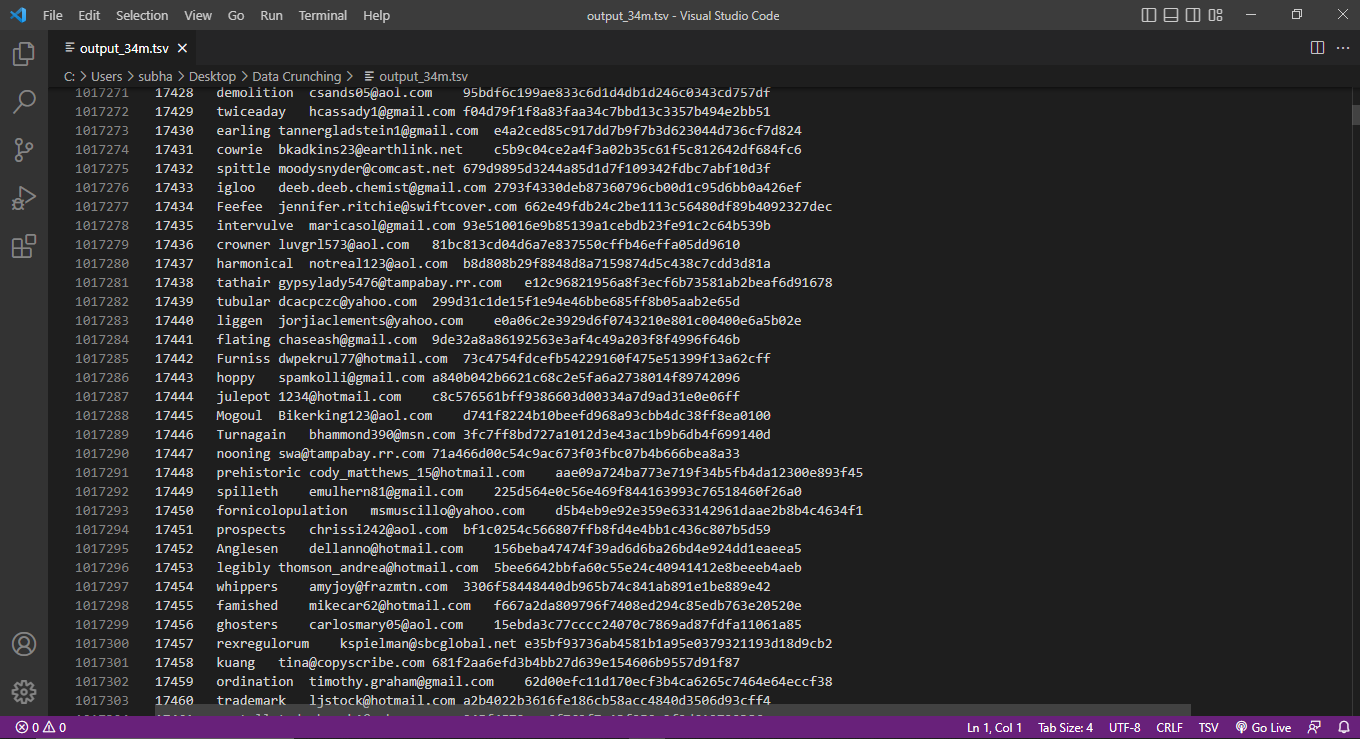 File Edit Selection View Go Run Terminal Help output_34m.tsv - Visual Studio Code
output_34m.tsv
C: > Users > subha > Desktop > Data Crunching > output_34m.tsv
1017271 17428 demolition csands05@aol.com 95bdf6c199ae833c6d1d4db1d246c0343cd757df
1017272 17429 twiceaday hcassady1@gmail.com f04d79f1f8a83faa34c7bbd13c3357b494e2bb51
1017273 17430 earling tannergladstein1@gmail.com e4a2ced85c917dd7b9f7b3d623044d736cf7d824
1017274 17431 cowrie bkadkins23@earthlink.net c5b9c04ce2a4f3a02b35c61f5c812642df684fc6
1017275 17432 spittle moodysnyder@comcast.net 679d9895d3244a85d1d7f109342fdbc7abf10d3f
1017276 17433 igloo deeb.deeb.chemist@gmail.com 2793f4330deb87360796cb00d1c95d6bb0a426ef
1017277 17434 Feefee jennifer.ritchie@swiftcover.com 662e49fdb24c2be1113c56480df89b4092327dec
1017278 17435 intervulve maricasol@gmail.com 93e510016e9b85139a1cebdb23fe91c2c64b539b
1017279 17436 crowner luvgrl573@aol.com 81bc813cd04d6a7e837550cffb46effa05dd9610
1017280 17437 harmonical notreal123@aol.com b8d808b29f8848d8a7159874d5c438c7cdd3d81a
1017281 17438 tathair gypsylady5476@tampabay.rr.com e12c96821956a8f3ecf6b73581ab2beaf6d91678
1017282 17439 tubular dcacpczc@yahoo.com 299d31c1de15f1e94e46bbe685ff8b05aab2e65d
1017283 17440 liggen jorjiaclements@yahoo.com e0a06c2e3929d6f0743210e801c00400e6a5b02e
1017284 17441 flating chaseash@gmail.com 9de32a8a86192563e3af4c49a203f8f4996f646b
1017285 17442 Furniss dwpekrul77@hotmail.com 73c4754fdcefb54229160f475e51399f13a62cff
1017286 17443 hoppy spamkolli@gmail.com a840b042b6621c68c2e5fa6a2738014f89742096
1017287 17444 julepot 1234@hotmail.com c8c576561bff9386603d00334a7d9ad31e0e06ff
1017288 17445 Mogoul Bikerking123@aol.com d741f8224b10beefd968a93cbb4dc38ff8ea0100
1017289 17446 Turnagain bhammond390@msn.com 3fc7ff8bd727a1012d3e43ac1b9b6db4f699140d
1017290 17447 nooning swa@tampabay.rr.com 71a466d00c54c9ac673f03fbc07b4b666bea8a33
1017291 17448 prehistoric cody_matthews_15@hotmail.com aae09a724ba773e719f34b5fb4da12300e893f45
1017292 17449 spilleth emulhern81@gmail.com 225d564e0c56e469f844163993c76518460f26a0
1017293 17450 fornicolopulation msmuscillo@yahoo.com d5b4eb9e92e359e633142961daae2b8b4c4634f1
1017294 17451 prospects chrissi242@aol.com bf1c0254c566807ffb8fd4e4bb1c436c807b5d59
1017295 17452 Anglesen dellanno@hotmail.com 156beba47474f39ad6d6ba26bd4e924dd1eaeea5
1017296 17453 legibly thomson_andrea@hotmail.com 5bee6642bbfa60c55e24c40941412e8beeeb4aeb
1017297 17454 whippers amyjoy@frazmtn.com 3306f58448440db965b74c841ab891e1be889e42
1017298 17455 famished mikecar62@hotmail.com f667a2da809796f7408ed294c85edb763e20520e
1017299 17456 ghosters carlosmary05@aol.com 15ebda3c77cccc24070c7869ad87fdfa11061a85
1017300 17457 rexregulorum kspielman@sbcglobal.net e35bf93736ab4581b1a95e0379321193d18d9cb2
1017301 17458 kuang tina@copyscribe.com 681f2aa6efd3b4bb27d639e154606b9557d91f87
1017302 17459 ordination timothy.graham@gmail.com 62d00efc11d170ecf3b4ca6265c7464e64eccf38
1017303 17460 trademark ljstock@hotmail.com a2b4022b3616fe186cb58acc4840d3506d93cff4
0 0 Ln 1, Col 1 Tab Size: 4 UTF-8 CRLF TSV Go Live